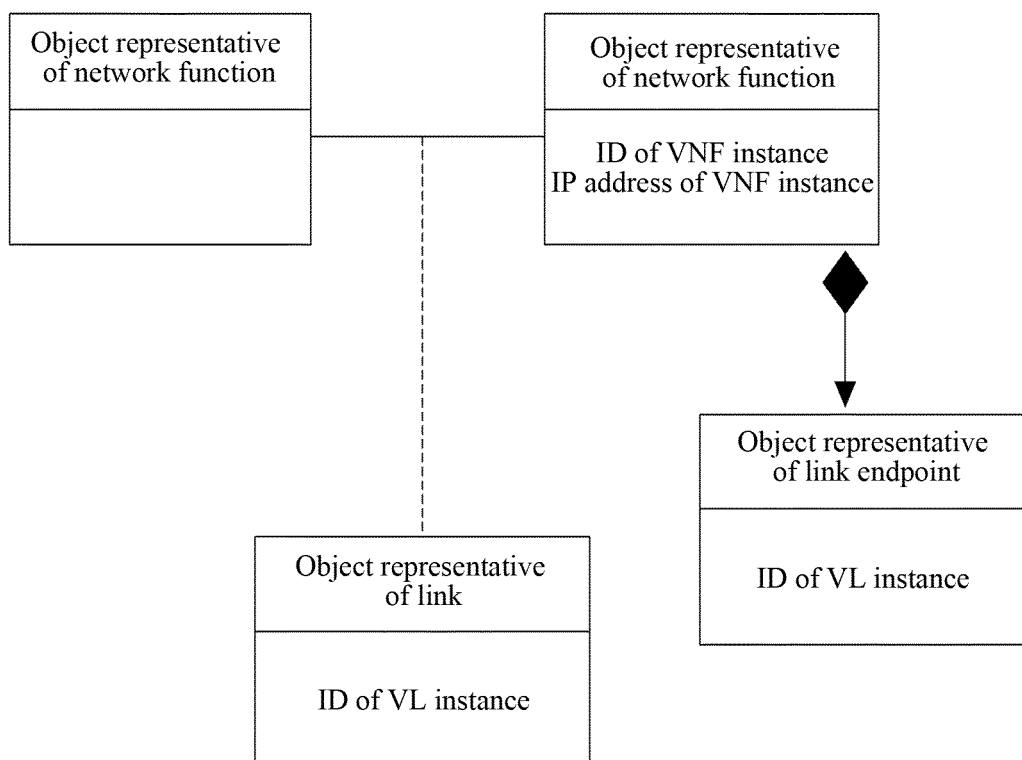 Object representative
of network function
Object representative
of network function
ID of VNF instance
IP address of VNF instance
Object representative
of link endpoint
ID of VL instance
Object representative
of link
ID of VL instance